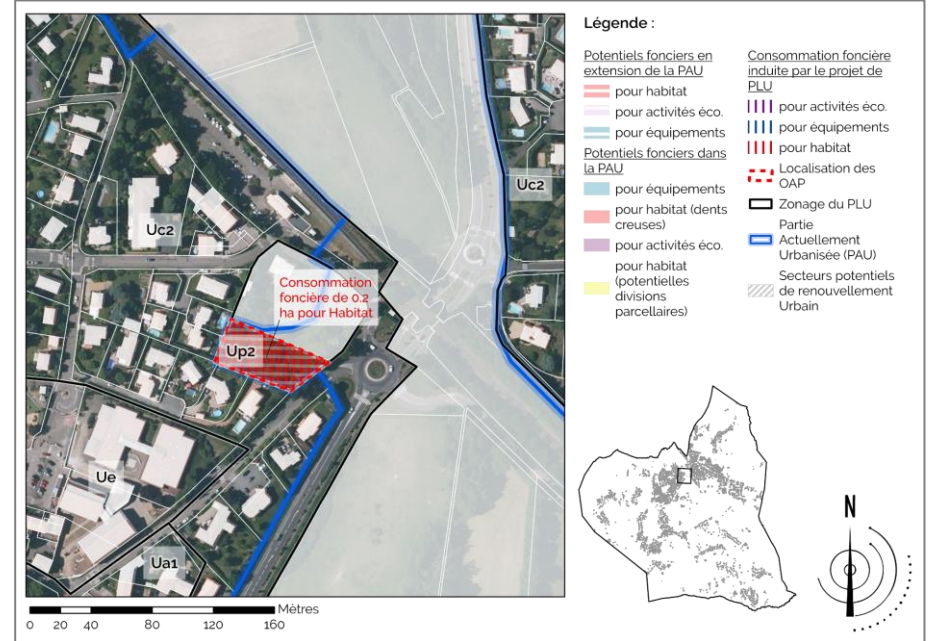 Uc2
Uc2
Consommation
foncière de 0.2
ha pour Habitat
Up2
Ue
Ua1
Mètres
0 20 40 80 120 160
Légende :
Potentiels fonciers en
extension de la PAU
pour habitat
pour activités éco.
pour équipements
Potentiels fonciers dans
la PAU
pour équipements
pour habitat (dents
creuses)
pour activités éco.
pour habitat
(potentielles
divisions
parcellaires)
Consommation foncière
induite par le projet de
PLU
pour activités éco.
pour équipements
pour habitat
Localisation des
OAP
Zonage du PLU
Partie
Actuellement
Urbanisée (PAU)
Secteurs potentiels
de renouvellement
Urbain
N